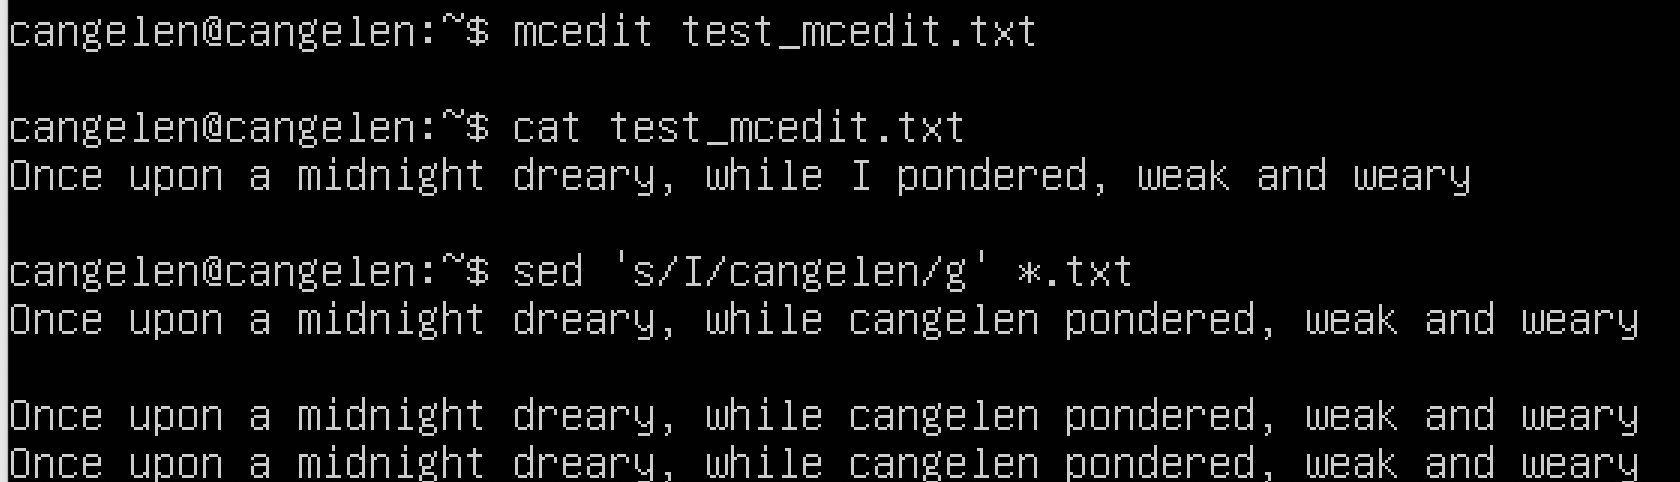 cangelen@cangelen:~$ mcedit test_mcedit.txt
cangelen@cangelen:~$ cat test_mcedit.txt
Once upon a midnight dreary, while I pondered, weak and weary
cangelen@cangelen:~$ sed 's/I/cangelen/g' *.txt
Once upon a midnight dreary, while cangelen pondered, weak and weary
Once upon a midnight dreary, while cangelen pondered, weak and weary
Once upon a midnight dreary, while cangelen pondered, weak and weary